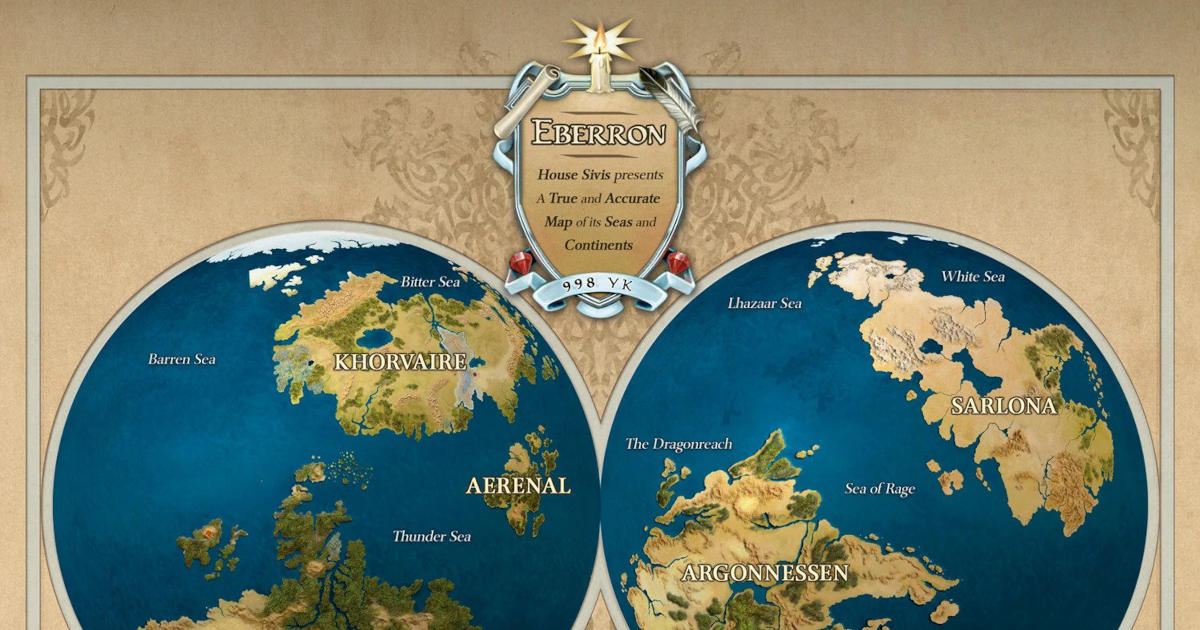 EBERRON
House Sivis presents
A True and Accurate
Map of its Seas and
Continents
998 YK
Bitter Sea
Barren Sea
KHORVAIRE
AERENAL
Thunder Sea
White Sea
Lhazaar Sea
SARLONA
The Dragonreach
Sea of Rage
ARGONNESSEN